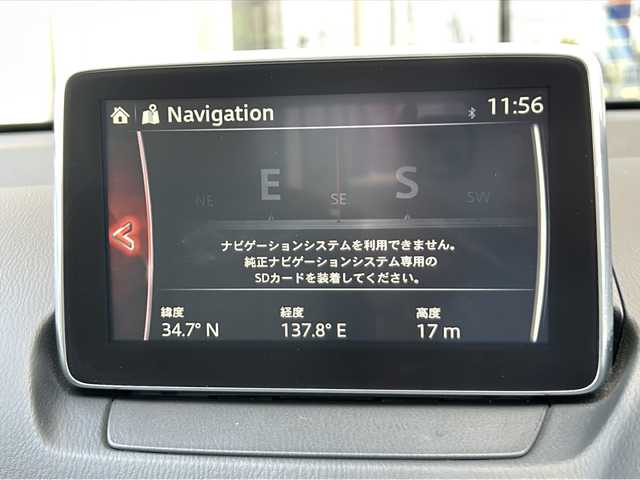 Navigation
11:56
NE E SE S SW
ナビゲーションシステムを利用できません。
純正ナビゲーションシステム専用の
SDカードを装着してください。
緯度 経度 高度
34.7° N 137.8° E 17 m